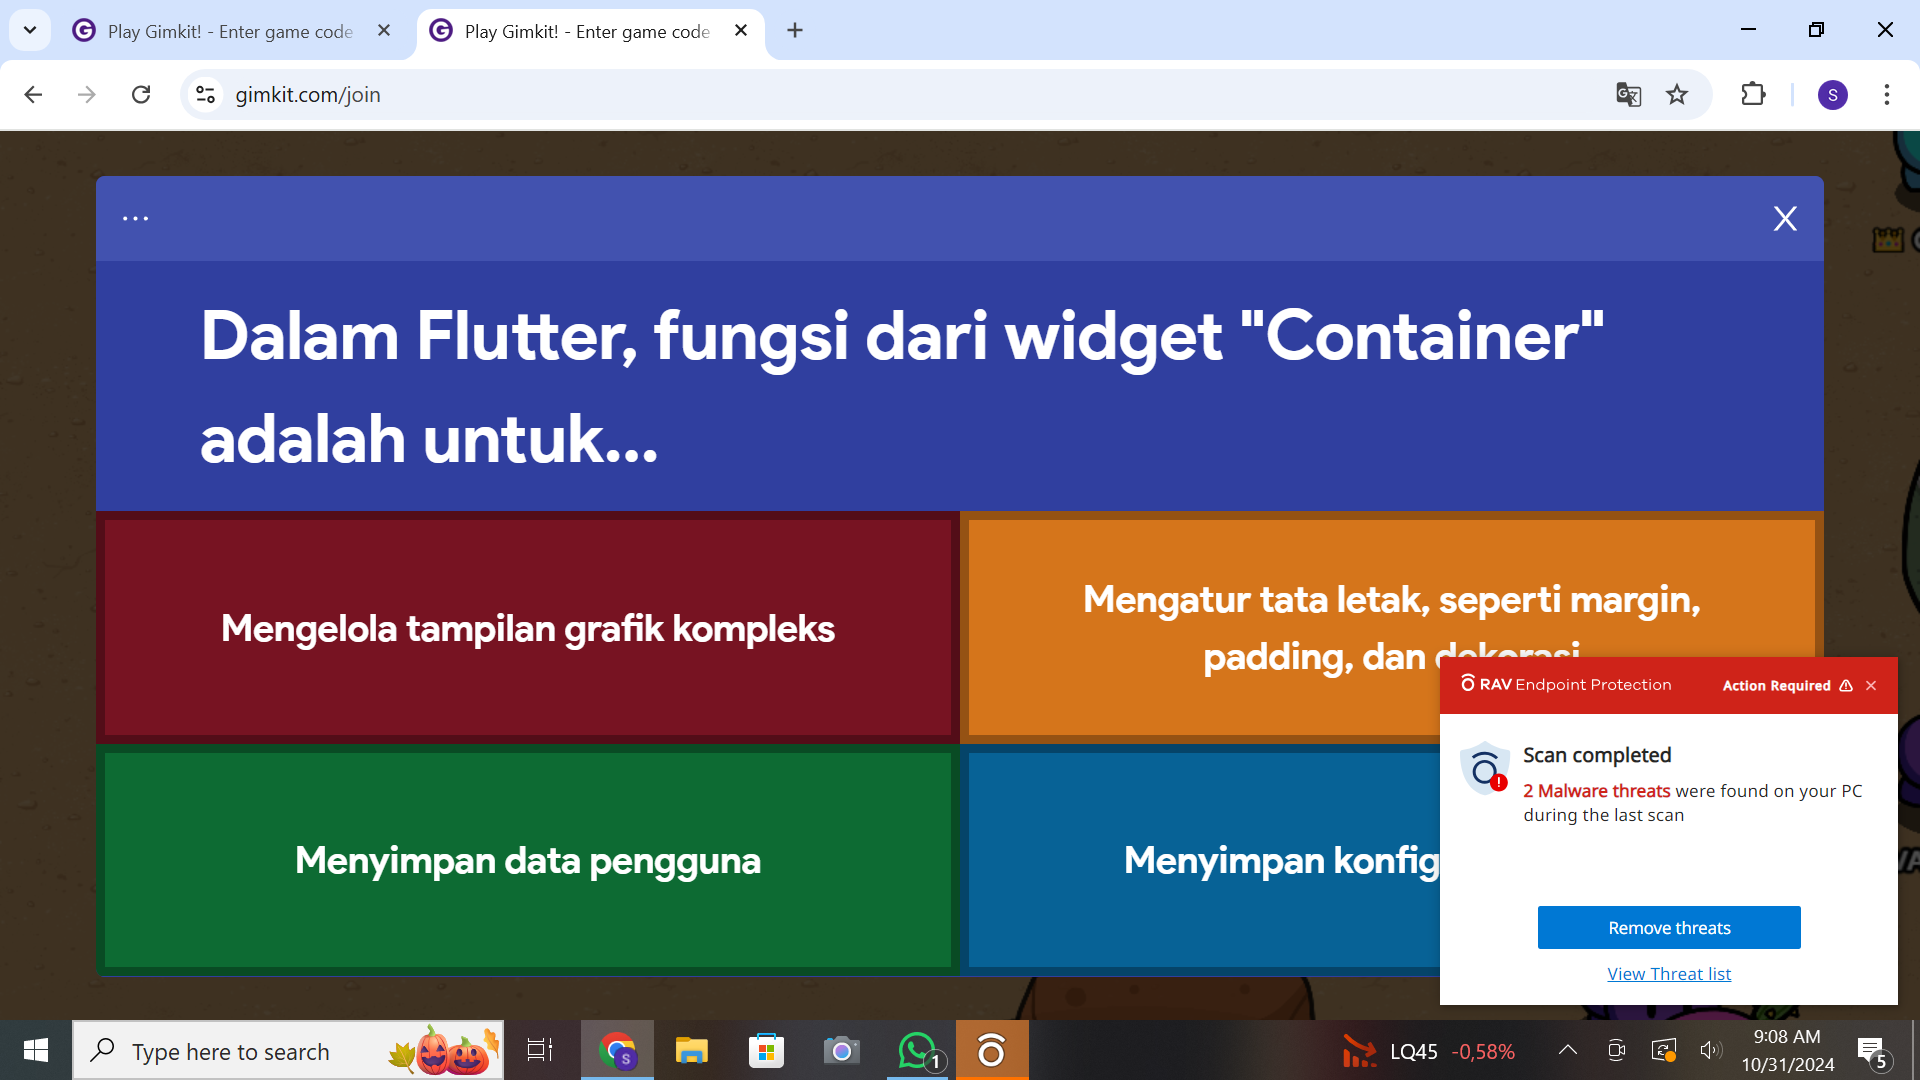 Play Gimkit! - Enter game code
Play Gimkit! - Enter game code
gimkit.com/join
S
...
X
Dalam Flutter, fungsi dari widget "Container"
adalah untuk...
Mengelola tampilan grafik kompleks
Mengatur tata letak, seperti margin,
padding, dan dekorasi
Menyimpan data pengguna
Menyimpan konfig
RAV Endpoint Protection
Action Required
Scan completed
2 Malware threats were found on your PC
during the last scan
Remove threats
View Threat list
Type here to search
S
1
LQ45 -0,58%
9:08 AM
10/31/2024
5